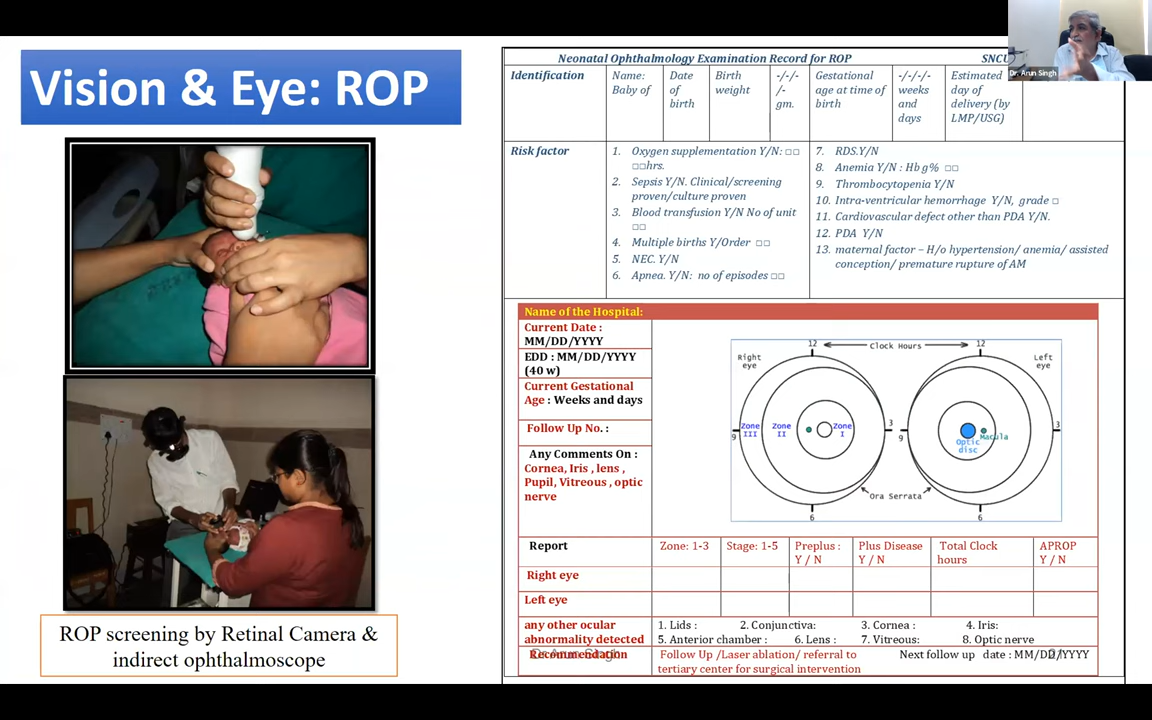 Vision & Eye: ROP
ROP screening by Retinal Camera &
indirect ophthalmoscope
Neonatal Ophthalmology Examination Record for ROP
SNCU
Dr. Arun Singh
Identification
Name:
Baby of
Date
of
birth
Birth
weight
-/-/-
/-
gm.
Gestational
age at time of
birth
-/-/-/-
weeks
and
days
Estimated
day of
delivery (by
LMP/USG)
Risk factor
1. Oxygen supplementation Y/N: □□
□□hrs.
2. Sepsis Y/N. Clinical/screening
proven/culture proven
3. Blood transfusion Y/N No of unit
□□
4. Multiple births Y/Order □□
5. NEC. Y/N
6. Apnea. Y/N: no of episodes □□
7. RDS.Y/N
8. Anemia Y/N : Hb g% □□
9. Thrombocytopenia Y/N
10. Intra-ventricular hemorrhage Y/N, grade □
11. Cardiovascular defect other than PDA Y/N.
12. PDA Y/N
13. maternal factor – H/o hypertension/ anemia/ assisted
conception/ premature rupture of AM
Name of the Hospital:
Current Date :
MM/DD/YYYY
EDD : MM/DD/YYYY
(40 w)
Current Gestational
Age : Weeks and days
Follow Up No. :
Any Comments On :
Cornea, Iris , lens ,
Pupil, Vitreous , optic
nerve
12
Clock Hours
12
Right
eye
Left
eye
Zone
III
Zone
II
Zone
I
9
3
9
3
Optic
disc
Macula
Ora Serrata
6
6
Report
Zone: 1-3
Stage: 1-5
Preplus :
Y / N
Plus Disease
Y / N
Total Clock
hours
APROP
Y / N
Right eye
Left eye
any other ocular
abnormality detected
1. Lids : 2. Conjunctiva: 3. Cornea : 4. Iris:
5. Anterior chamber : 6. Lens : 7. Vitreous: 8. Optic nerve
Recommendation
Dr Arun Singh
Follow Up /Laser ablation/ referral to
tertiary center for surgical intervention
Next follow up date : MM/DD/YYYY